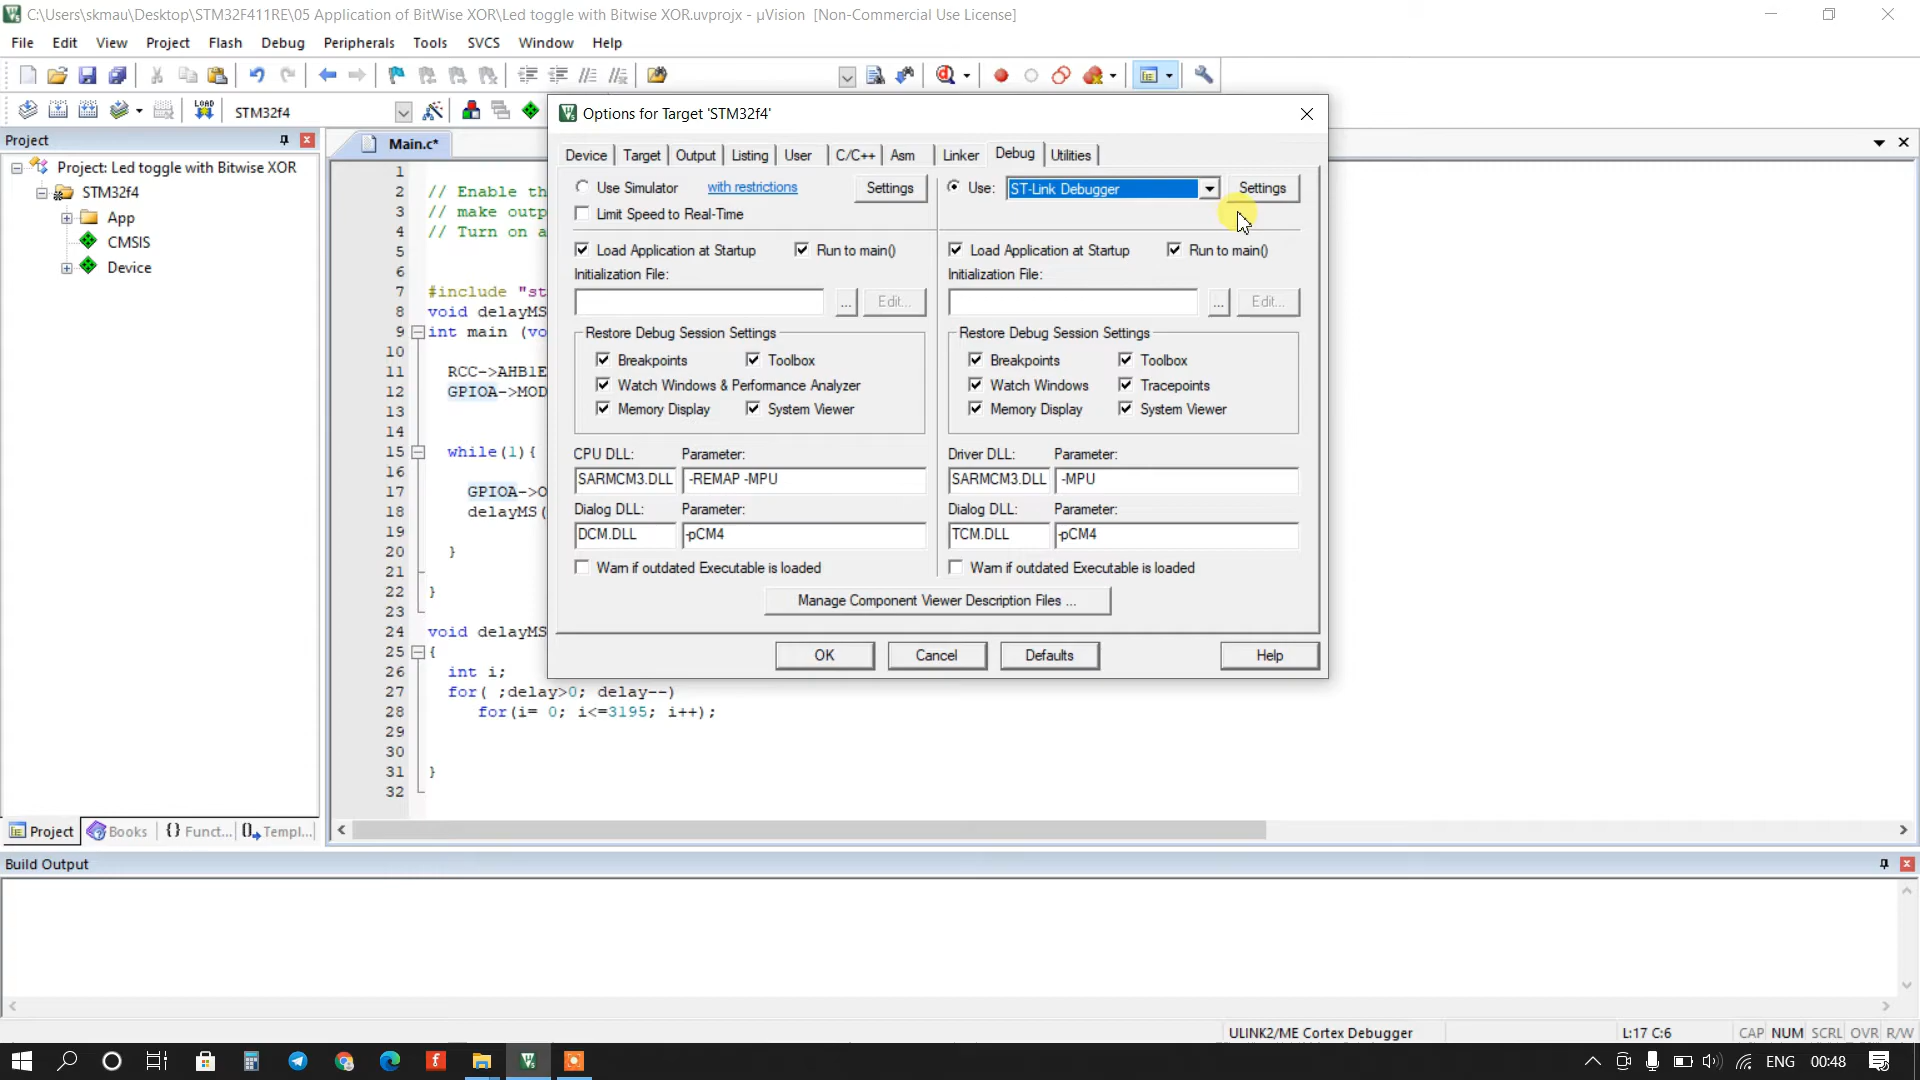 C:\Users\skmau\Desktop\STM32F411RE\05 Application of BitWise XOR\Led toggle with Bitwise XOR.uvprojx - µVision [Non-Commercial Use License]
File Edit View Project Flash Debug Peripherals Tools SVCS Window Help
LOAD STM32f4
Project
Project: Led toggle with Bitwise XOR
STM32f4
App
CMSIS
Device
Main.c*
1
2 // Enable th
3 // make outp
4 // Turn on a
5
6
7 #include "st
8 void delayMS
9 int main (vo
10
11 RCC->AHB1E
12 GPIOA->MOD
13
14
15 while(1){
16
17 GPIOA->O
18 delayMS(
19
20 }
21
22 }
23
24 void delayMS
25 {
26 int i;
27 for( ;delay>0; delay--)
28 for(i= 0; i<=3195; i++);
29
30
31 }
32
Options for Target 'STM32f4'
Device Target Output Listing User C/C++ Asm Linker Debug Utilities
Use Simulator with restrictions Settings
Limit Speed to Real-Time
Load Application at Startup Run to main()
Initialization File:
... Edit...
Restore Debug Session Settings
Breakpoints Toolbox
Watch Windows & Performance Analyzer
Memory Display System Viewer
CPU DLL: Parameter:
SARMCM3.DLL -REMAP -MPU
Dialog DLL: Parameter:
DCM.DLL -pCM4
Warn if outdated Executable is loaded
Use: ST-Link Debugger Settings
Load Application at Startup Run to main()
Initialization File:
... Edit...
Restore Debug Session Settings
Breakpoints Toolbox
Watch Windows Tracepoints
Memory Display System Viewer
Driver DLL: Parameter:
SARMCM3.DLL -MPU
Dialog DLL: Parameter:
TCM.DLL -pCM4
Warn if outdated Executable is loaded
Manage Component Viewer Description Files ...
OK Cancel Defaults Help
Project Books {} Funct... Templ...
Build Output
ULINK2/ME Cortex Debugger L:17 C:6 CAP NUM SCRL OVR R/W
ENG 00:48